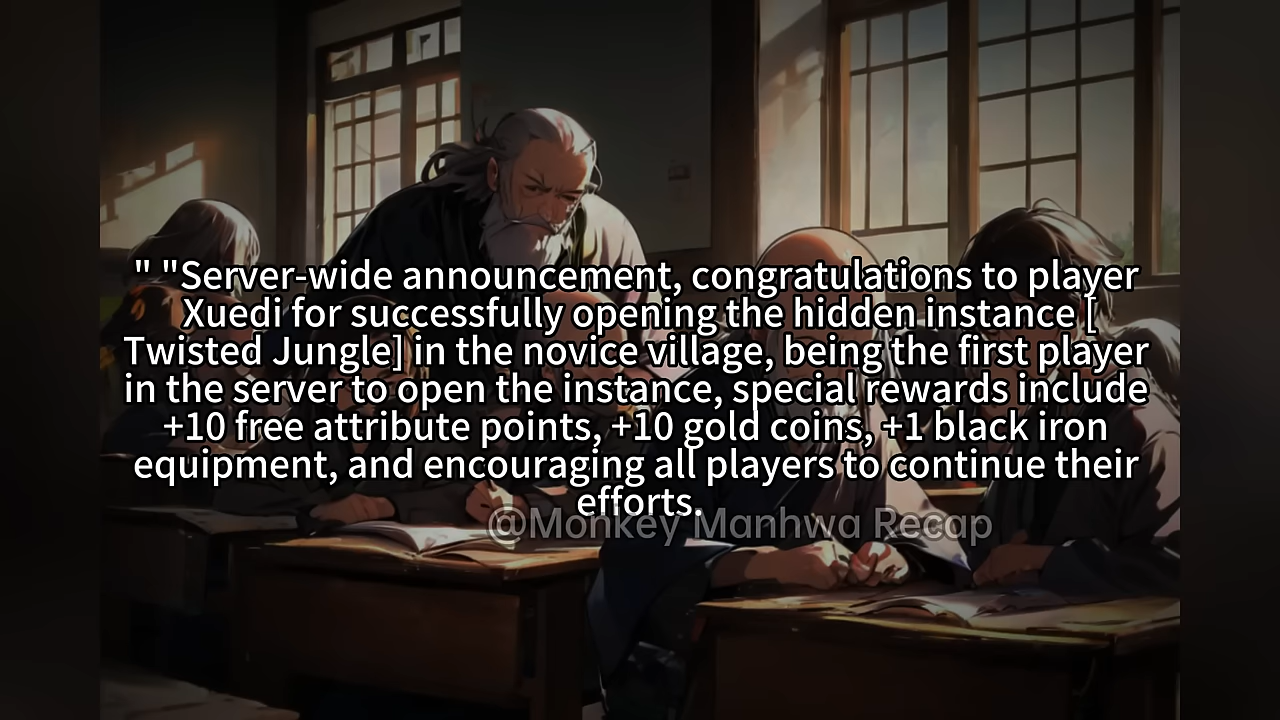 " "Server-wide announcement, congratulations to player
Xuedi for successfully opening the hidden instance [
Twisted Jungle] in the novice village, being the first player
in the server to open the instance, special rewards include
+10 free attribute points, +10 gold coins, +1 black iron
equipment, and encouraging all players to continue their
efforts.
@Monkey Manhwa Recap